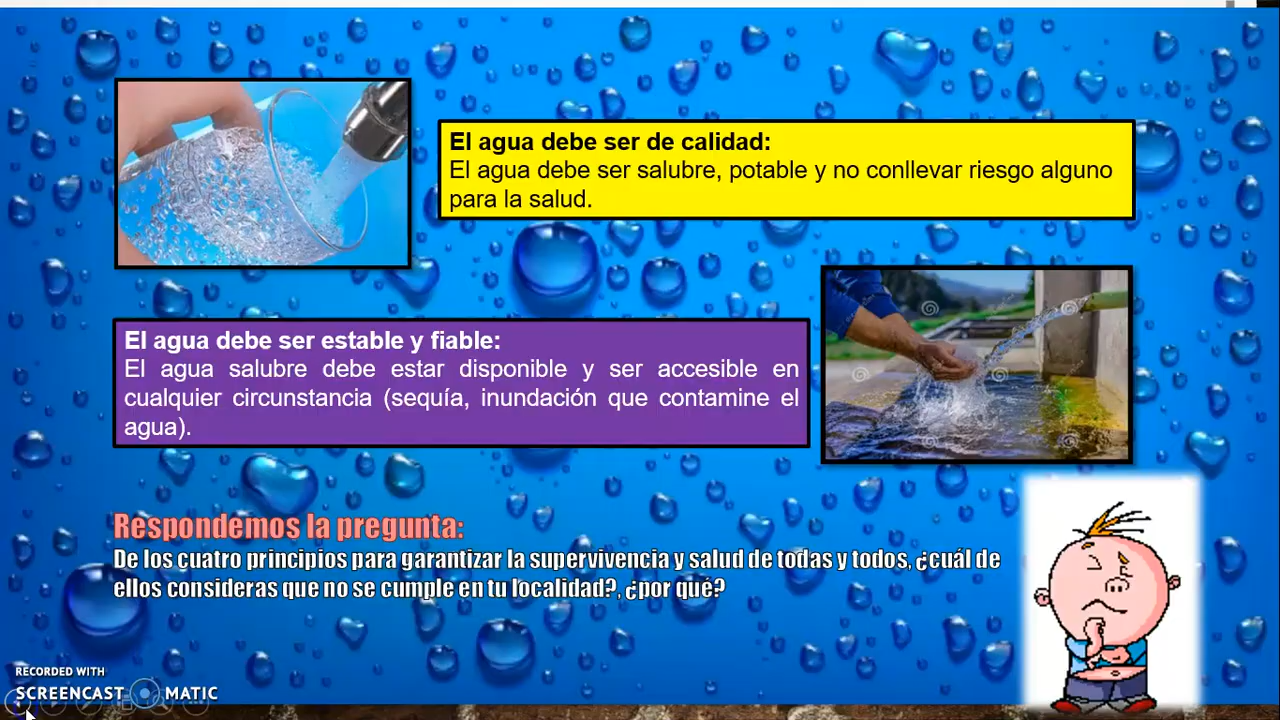 El agua debe ser de calidad:
El agua debe ser salubre, potable y no conllevar riesgo alguno
para la salud.
El agua debe ser estable y fiable:
El agua salubre debe estar disponible y ser accesible en
cualquier circunstancia (sequía, inundación que contamine el
agua).
Respondemos la pregunta:
De los cuatro principios para garantizar la supervivencia y salud de todas y todos, ¿cuál de
ellos consideras que no se cumple en tu localidad?, ¿por qué?
RECORDED WITH
SCREENCAST MATIC